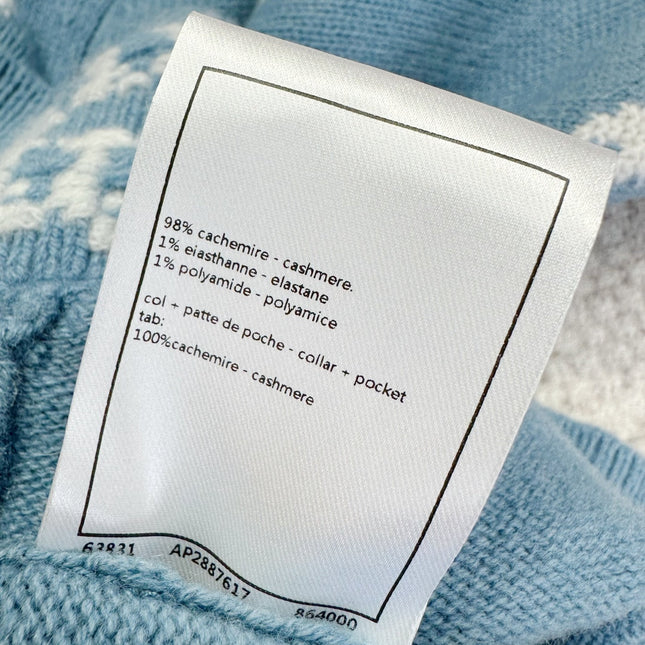 98% cachemire - cashmere.
1% eiasthanne - elastane
1% polyamide - polyamice
col + patte de poche - collar + pocket
tab:
100%cachemire - cashmere
63831 AP2887617 864000